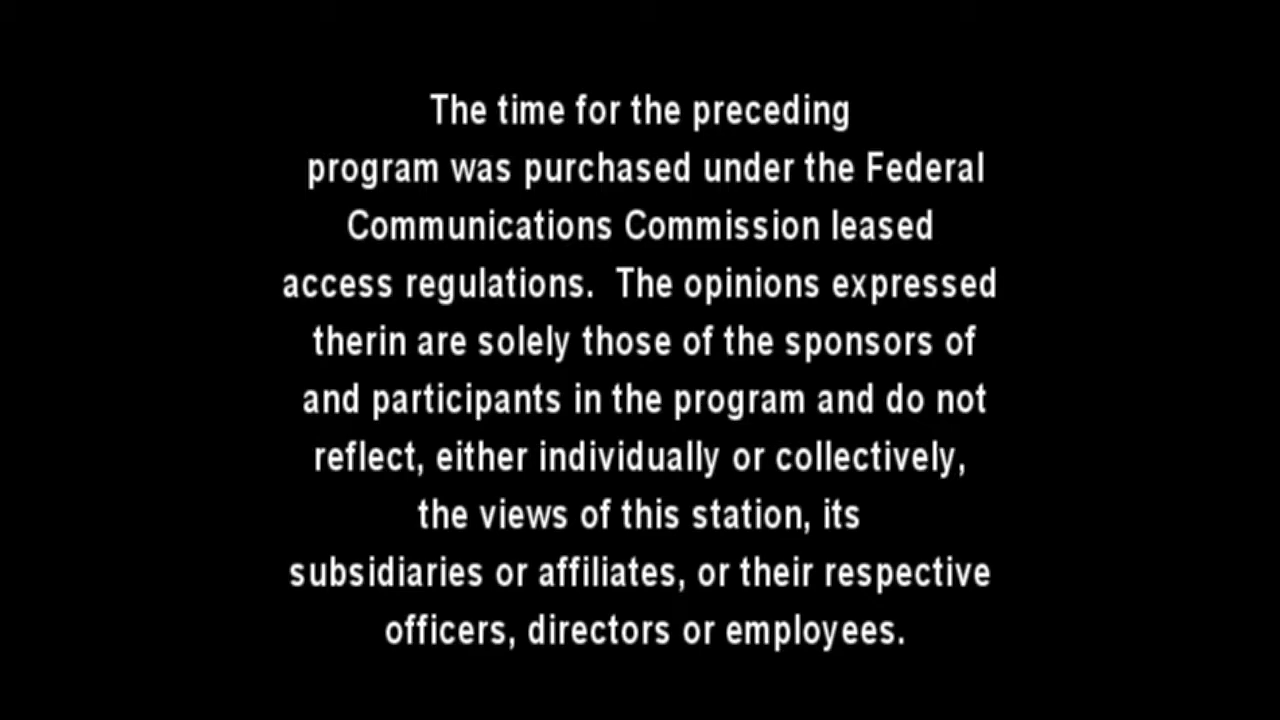 The time for the preceding
program was purchased under the Federal
Communications Commission leased
access regulations.  The opinions expressed
therin are solely those of the sponsors of
and participants in the program and do not
reflect, either individually or collectively,
the views of this station, its
subsidiaries or affiliates, or their respective
officers, directors or employees.